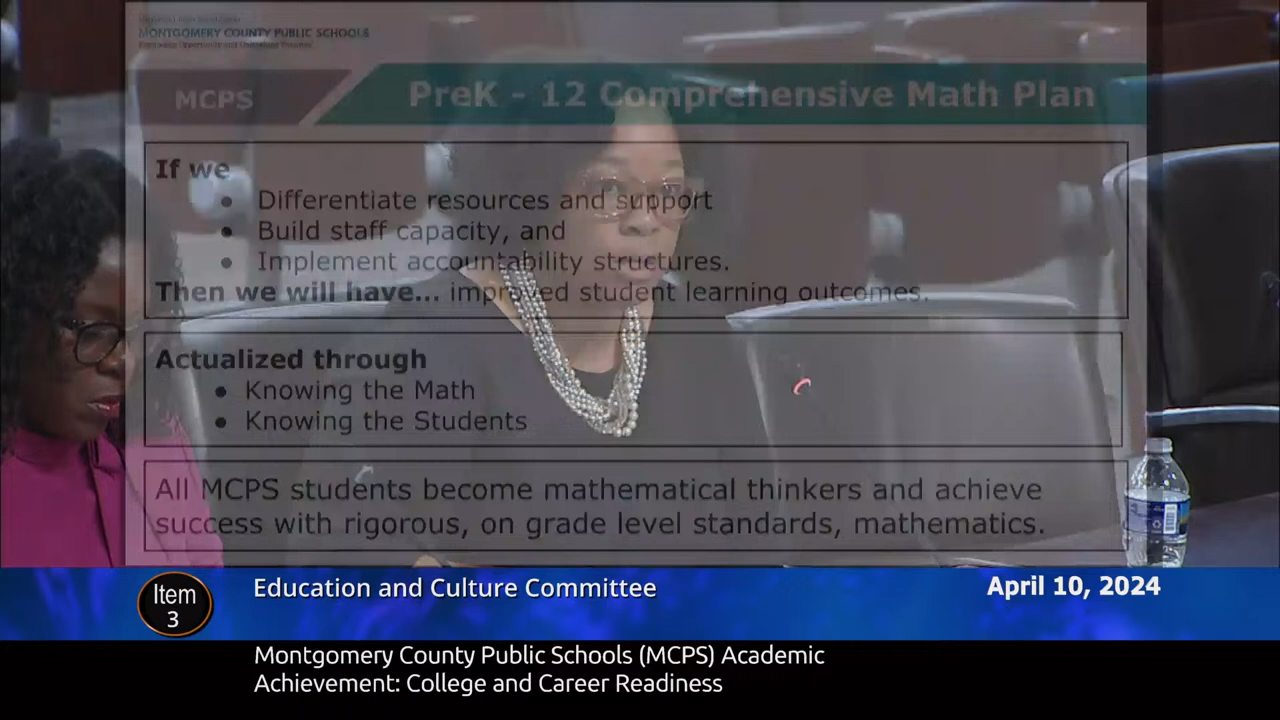 MONTGOMERY COUNTY PUBLIC SCHOOLS
MCPS
PreK - 12 Comprehensive Math Plan
If we
• Differentiate resources and support
• Build staff capacity, and
• Implement accountability structures.
Then we will have... improved student learning outcomes.
Actualized through
• Knowing the Math
• Knowing the Students
All MCPS students become mathematical thinkers and achieve
success with rigorous, on grade level standards, mathematics.
Item
3
Education and Culture Committee
April 10, 2024
Montgomery County Public Schools (MCPS) Academic
Achievement: College and Career Readiness